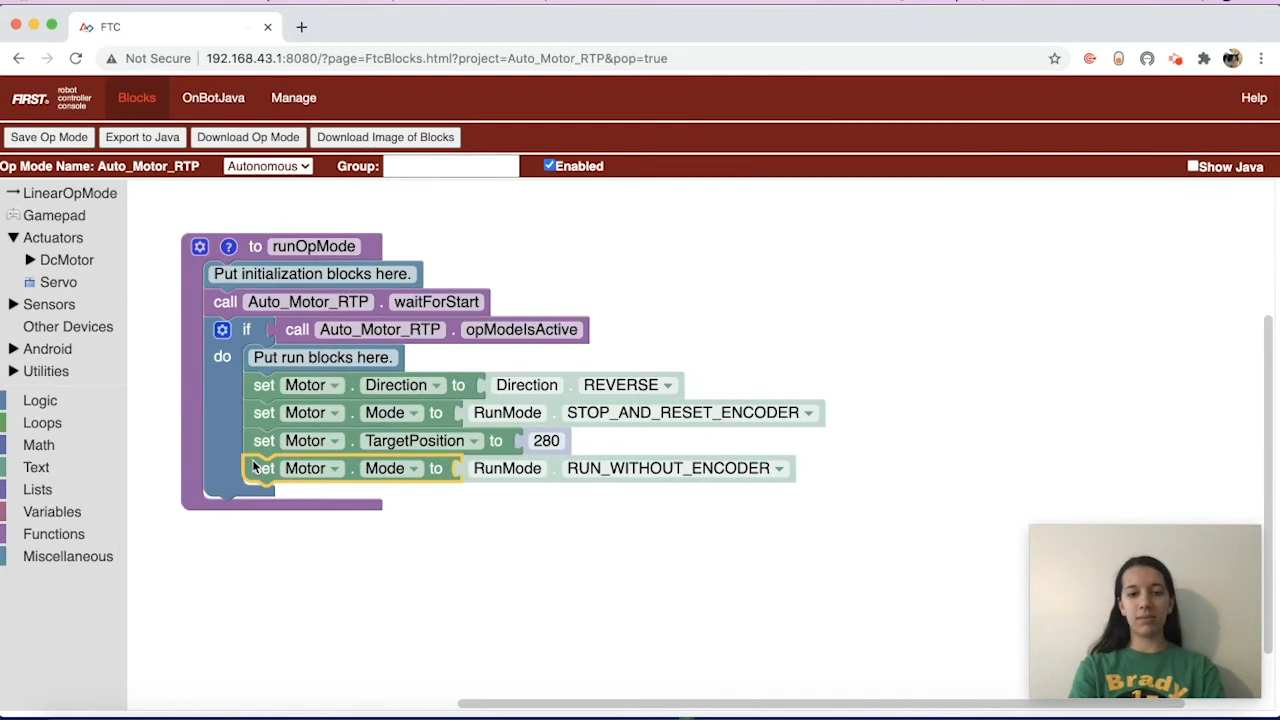 FTC
Not Secure 192.168.43.1:8080/?page=FtcBlocks.html?project=Auto_Motor_RTP&pop=true
FIRST. robot controller console Blocks OnBotJava Manage Help
Save Op Mode Export to Java Download Op Mode Download Image of Blocks
Op Mode Name: Auto_Motor_RTP Autonomous Group: Enabled Show Java
LinearOpMode
Gamepad
Actuators
DcMotor
Servo
Sensors
Other Devices
Android
Utilities
Logic
Loops
Math
Text
Lists
Variables
Functions
Miscellaneous
to runOpMode
Put initialization blocks here.
call Auto_Motor_RTP . waitForStart
if call Auto_Motor_RTP . opModeIsActive
do Put run blocks here.
set Motor . Direction to Direction . REVERSE
set Motor . Mode to RunMode . STOP_AND_RESET_ENCODER
set Motor . TargetPosition to 280
set Motor . Mode to RunMode . RUN_WITHOUT_ENCODER
Brady